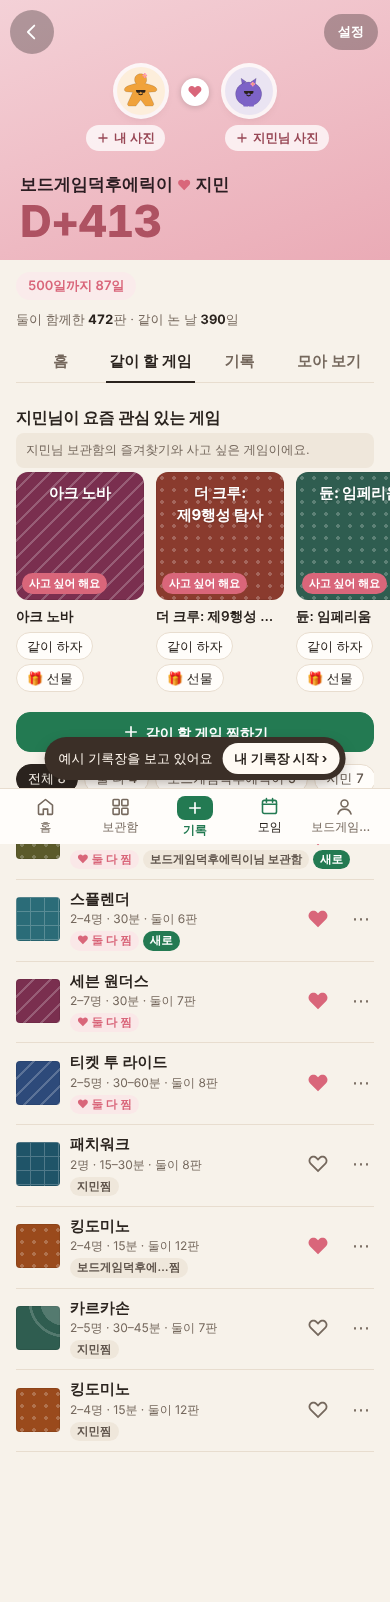 설정
+ 내 사진
+ 지민님 사진
보드게임덕후에릭이 ♥ 지민
D+413
500일까지 87일
둘이 함께한 472판 · 같이 논 날 390일
홈 같이 할 게임 기록 모아 보기
지민님이 요즘 관심 있는 게임
지민님 보관함의 즐겨찾기와 사고 싶은 게임이에요.
아크 노바
더 크루:
제9행성 탐사
듄: 임페리움
사고 싶어 해요 사고 싶어 해요 사고 싶어 해요
아크 노바 더 크루: 제9행성 ... 듄: 임페리움
같이 하자 같이 하자 같이 하자
🎁 선물 🎁 선물 🎁 선물
+ 같이 할 게임 찜하기
예시 기록장을 보고 있어요 내 기록장 시작 ›
전체 8
지민 7
홈 보관함 기록 모임 보드게임...
♥ 둘 다 찜 보드게임덕후에릭이님 보관함 새로
스플렌더
2–4명 · 30분 · 둘이 6판
♥ 둘 다 찜 새로
세븐 원더스
2–7명 · 30분 · 둘이 7판
♥ 둘 다 찜
티켓 투 라이드
2–5명 · 30–60분 · 둘이 8판
♥ 둘 다 찜
패치워크
2명 · 15–30분 · 둘이 8판
지민찜
킹도미노
2–4명 · 15분 · 둘이 12판
보드게임덕후에...찜
카르카손
2–5명 · 30–45분 · 둘이 7판
지민찜
킹도미노
2–4명 · 15분 · 둘이 12판
지민찜